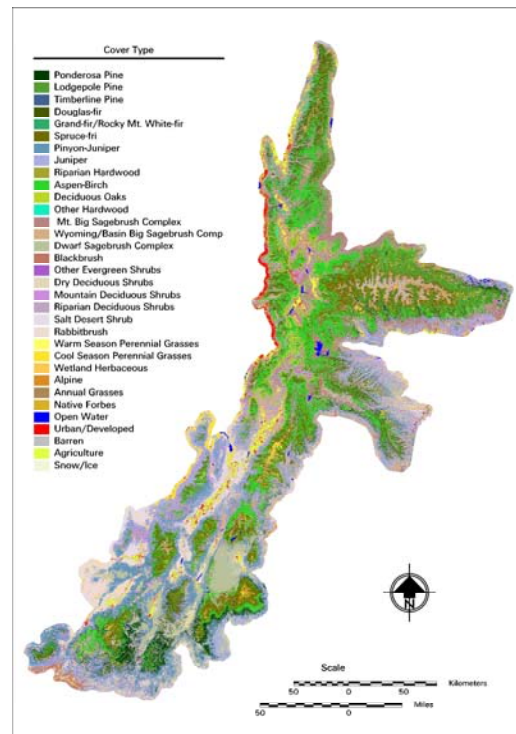 Cover Type
Ponderosa Pine
Lodgepole Pine
Timberline Pine
Douglas-fir
Grand-fir/Rocky Mt. White-fir
Spruce-fri
Pinyon-Juniper
Juniper
Riparian Hardwood
Aspen-Birch
Deciduous Oaks
Other Hardwood
Mt. Big Sagebrush Complex
Wyoming/Basin Big Sagebrush Comp
Dwarf Sagebrush Complex
Blackbrush
Other Evergreen Shrubs
Dry Deciduous Shrubs
Mountain Deciduous Shrubs
Riparian Deciduous Shrubs
Salt Desert Shrub
Rabbitbrush
Warm Season Perennial Grasses
Cool Season Perennial Grasses
Wetland Herbaceous
Alpine
Annual Grasses
Native Forbes
Open Water
Urban/Developed
Barren
Agriculture
Snow/Ice
N
Scale
Kilometers
50 0 50
Miles
50 0 50